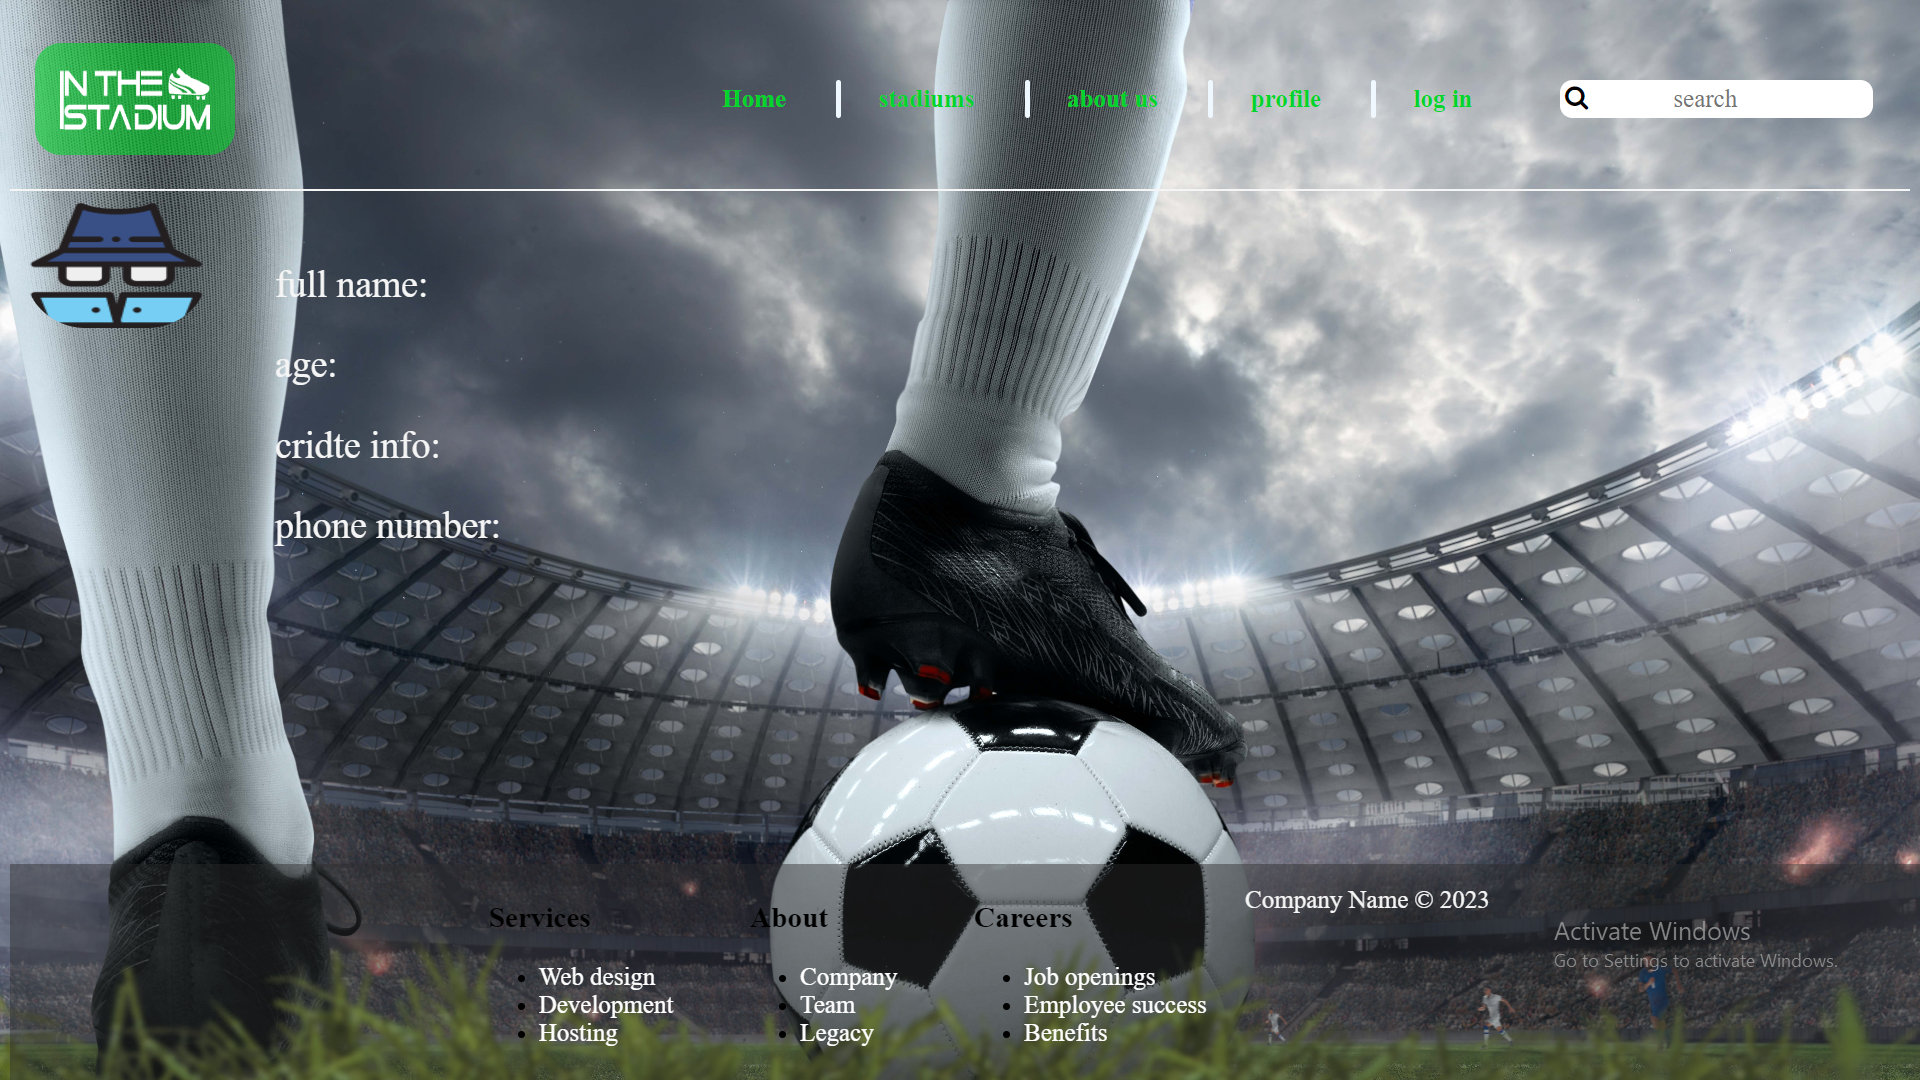 IN THE
STADIUM
Home
stadiums
about us
profile
log in
search
full name:
age:
cridte info:
phone number:
Services
Web design
Development
Hosting
About
Company
Team
Legacy
Careers
Job openings
Employee success
Benefits
Company Name © 2023
Activate Windows
Go to Settings to activate Windows.